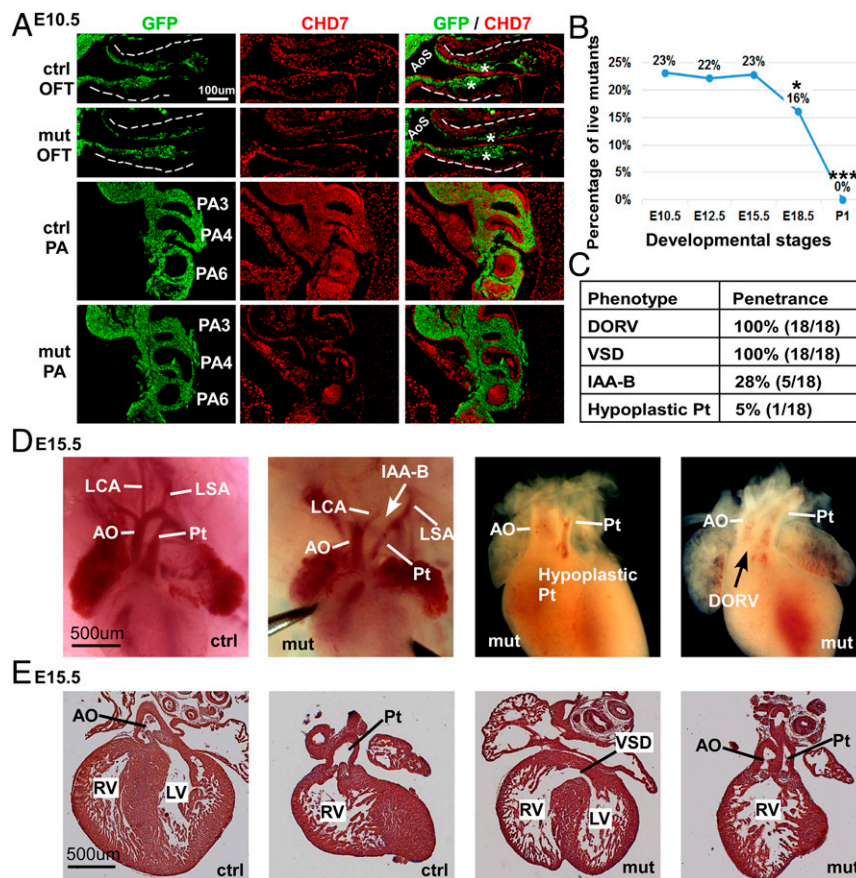 A E10.5
GFP CHD7 GFP / CHD7
ctrl
OFT
100um
AoS
*
*
mut
OFT
AoS
*
*
ctrl
PA
PA3
PA4
PA6
mut
PA
PA3
PA4
PA6
B
Percentage of live mutants
25%
20%
15%
10%
5%
0%
23%
22%
23%
*
16%
***
0%
E10.5 E12.5 E15.5 E18.5 P1
Developmental stages
C
Phenotype Penetrance
DORV 100% (18/18)
VSD 100% (18/18)
IAA-B 28% (5/18)
Hypoplastic Pt 5% (1/18)
D E15.5
LCA
LSA
AO
Pt
500um
ctrl
IAA-B
LCA
LSA
AO
Pt
mut
AO
Pt
Hypoplastic
Pt
mut
AO
Pt
DORV
mut
E E15.5
AO
RV
LV
500um
ctrl
Pt
RV
ctrl
VSD
RV
LV
mut
AO
Pt
RV
mut